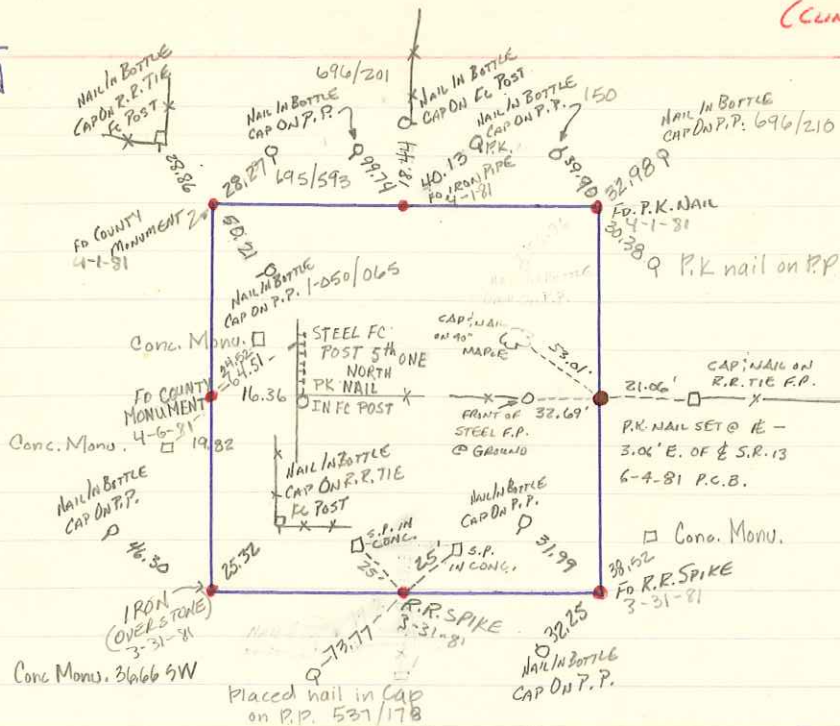 NAIL IN BOTTLE
CAP ON R.R. TIE
FC POST
28.86
NAIL IN BOTTLE
CAP ON P.P.
28.27
695/593
696/201
99.74
44.81
NAIL IN BOTTLE
CAP ON FC POST
40.13
NAIL IN BOTTLE
CAP ON P.P.
P.K.
FD IRON PIPE
4-1-81
150
39.90
NAIL IN BOTTLE
CAP ON P.P. 696/210
32.98
FD. P.K. NAIL
4-1-81
30.38
P.K nail on P.P
FD COUNTY
MONUMENT
4-1-81
50.21
NAIL IN BOTTLE
CAP ON P.P. 1-050/065
Conc. Monu.
24.52
64.51
STEEL FC
POST 5th ONE
NORTH
PK NAIL
IN FC POST
16.36
FD COUNTY
MONUMENT
4-6-81
Conc. Monu.
19.82
CAP & NAIL
ON 40"
MAPLE
53.01'
FRONT OF
STEEL F.P.
@ GROUND
32.69'
21.06'
CAP & NAIL ON
R.R. TIE F.P.
P.K. NAIL SET @ PL -
3.06' E. OF ℄ S.R. 13
6-4-81 P.C.B.
NAIL IN BOTTLE
CAP ON R.R. TIE
FC POST
NAIL IN BOTTLE
CAP ON P.P.
46.30
25.32
IRON
(OVER STONE)
3-31-81
Conc Monu. 36.66 SW
S.P. IN
CONC.
25'
25'
S.P.
IN CONC.
NAIL IN BOTTLE
CAP ON P.P.
31.99
Conc. Monu.
38.52
FD R.R. SPIKE
3-31-81
R.R. SPIKE
3-31-81
73.77
32.25
NAIL IN BOTTLE
CAP ON P.P.
Placed nail in Cap
on P.P. 537/178